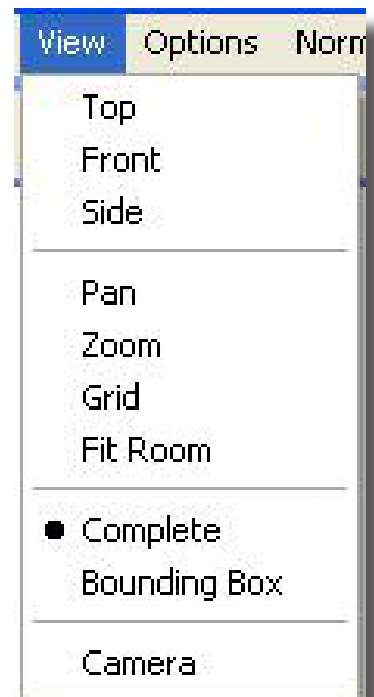 View Options
Top
Front
Side
Pan
Zoom
Grid
Fit Room
Complete
Bounding Box
Camera